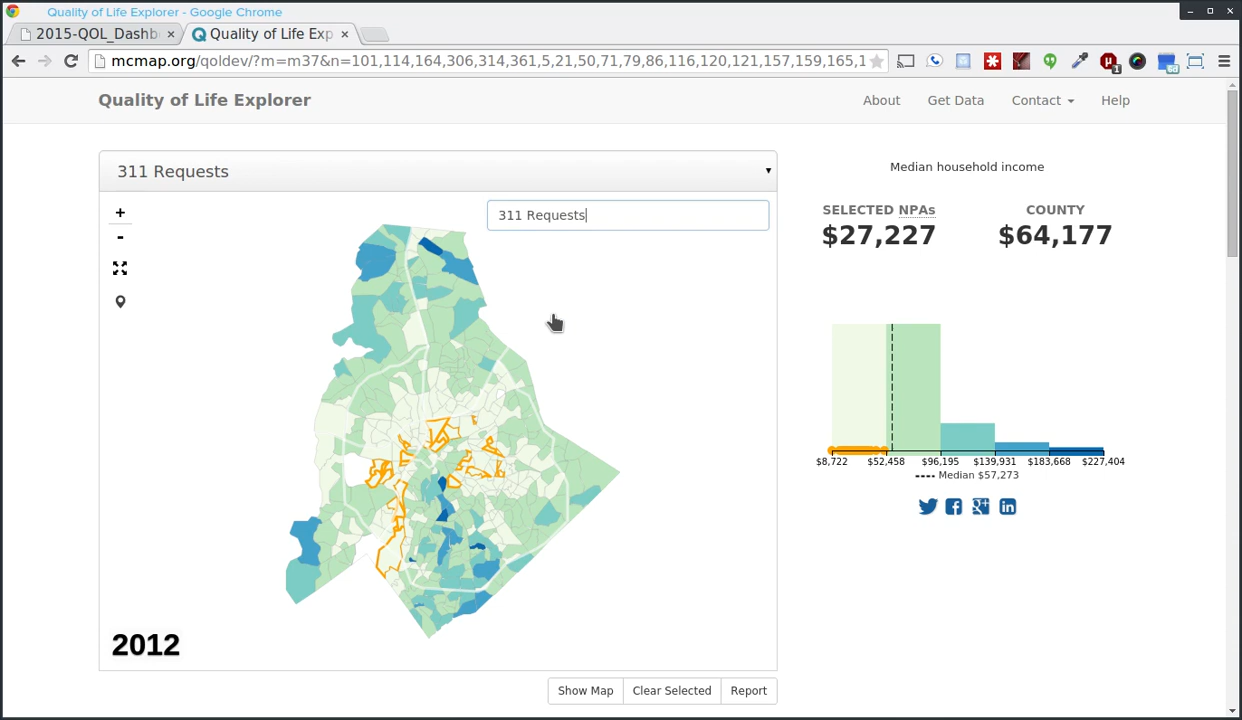 Quality of Life Explorer - Google Chrome
2015-QOL_Dashb
Quality of Life Exp
mcmap.org/qoldev/?m=m37&n=101,114,164,306,314,361,5,21,50,71,79,86,116,120,121,157,159,165,1
Quality of Life Explorer
About
Get Data
Contact
Help
311 Requests
311 Requests
+
-
2012
Show Map
Clear Selected
Report
Median household income
SELECTED NPAs
COUNTY
$27,227
$64,177
$8,722 $52,458 $96,195 $139,931 $183,668 $227,404
Median $57,273